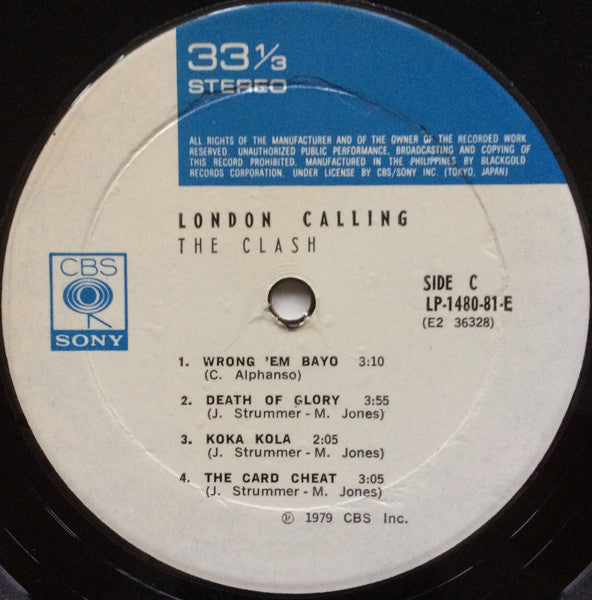 33 1/3
STEREO
ALL RIGHTS OF THE MANUFACTURER AND OF THE OWNER OF THE RECORDED WORK
RESERVED. UNAUTHORIZED PUBLIC PERFORMANCE, BROADCASTING AND COPYING OF
THIS RECORD PROHIBITED. MANUFACTURED IN THE PHILIPPINES BY BLACKGOLD
RECORDS CORPORATION. UNDER LICENSE BY CBS/SONY INC. (TOKYO, JAPAN)
LONDON CALLING
THE CLASH
CBS
SONY
SIDE C
LP-1480-81-E
(E2 36328)
1. WRONG 'EM BAYO 3:10
(C. Alphanso)
2. DEATH OF GLORY 3:55
(J. Strummer - M. Jones)
3. KOKA KOLA 2:05
(J. Strummer - M. Jones)
4. THE CARD CHEAT 3:05
(J. Strummer - M. Jones)
℗ 1979 CBS Inc.